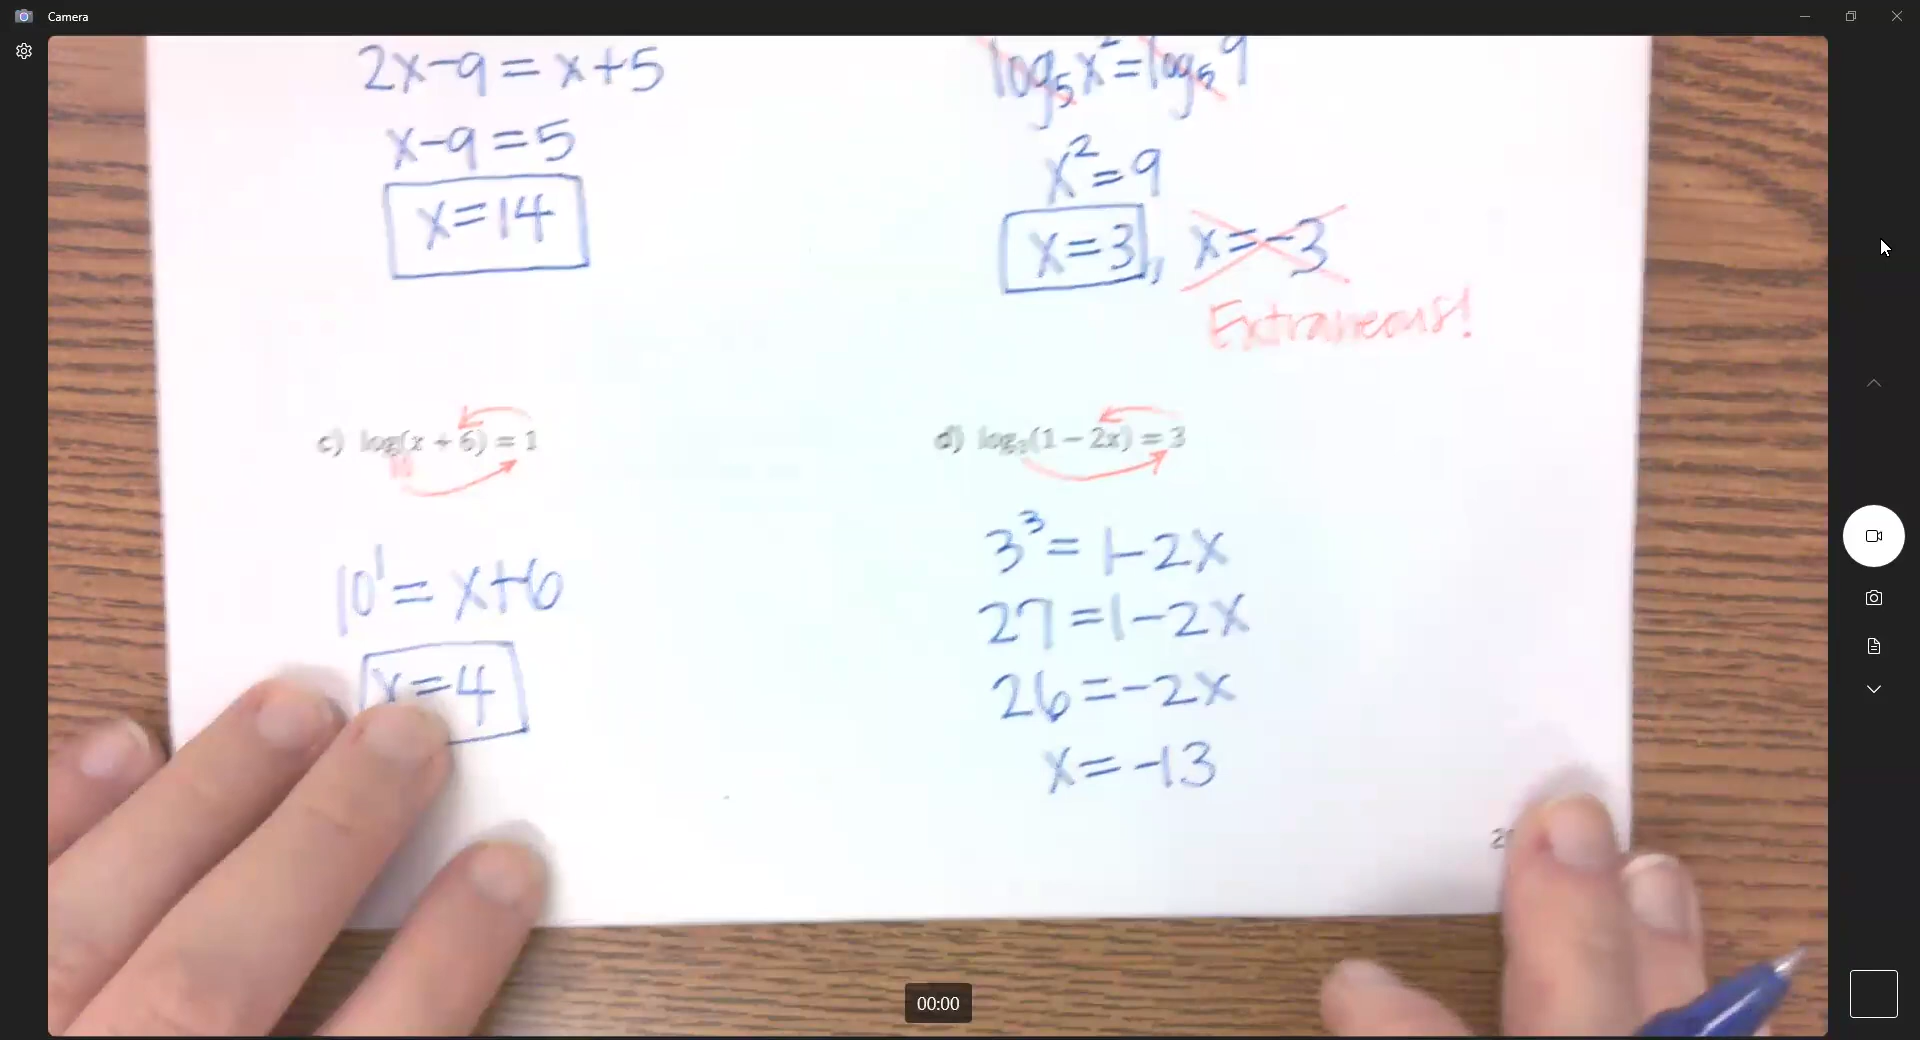 Camera
2x-9=x+5
x-9=5
x=14
log₅x²=log₅9
x²=9
x=3, x=-3
Extraneous!
c) log(x + 6) = 1
10
10¹=x+6
x=4
d) log₃(1 − 2x) = 3
3³=1-2x
27=1-2x
26=-2x
x=-13
00:00